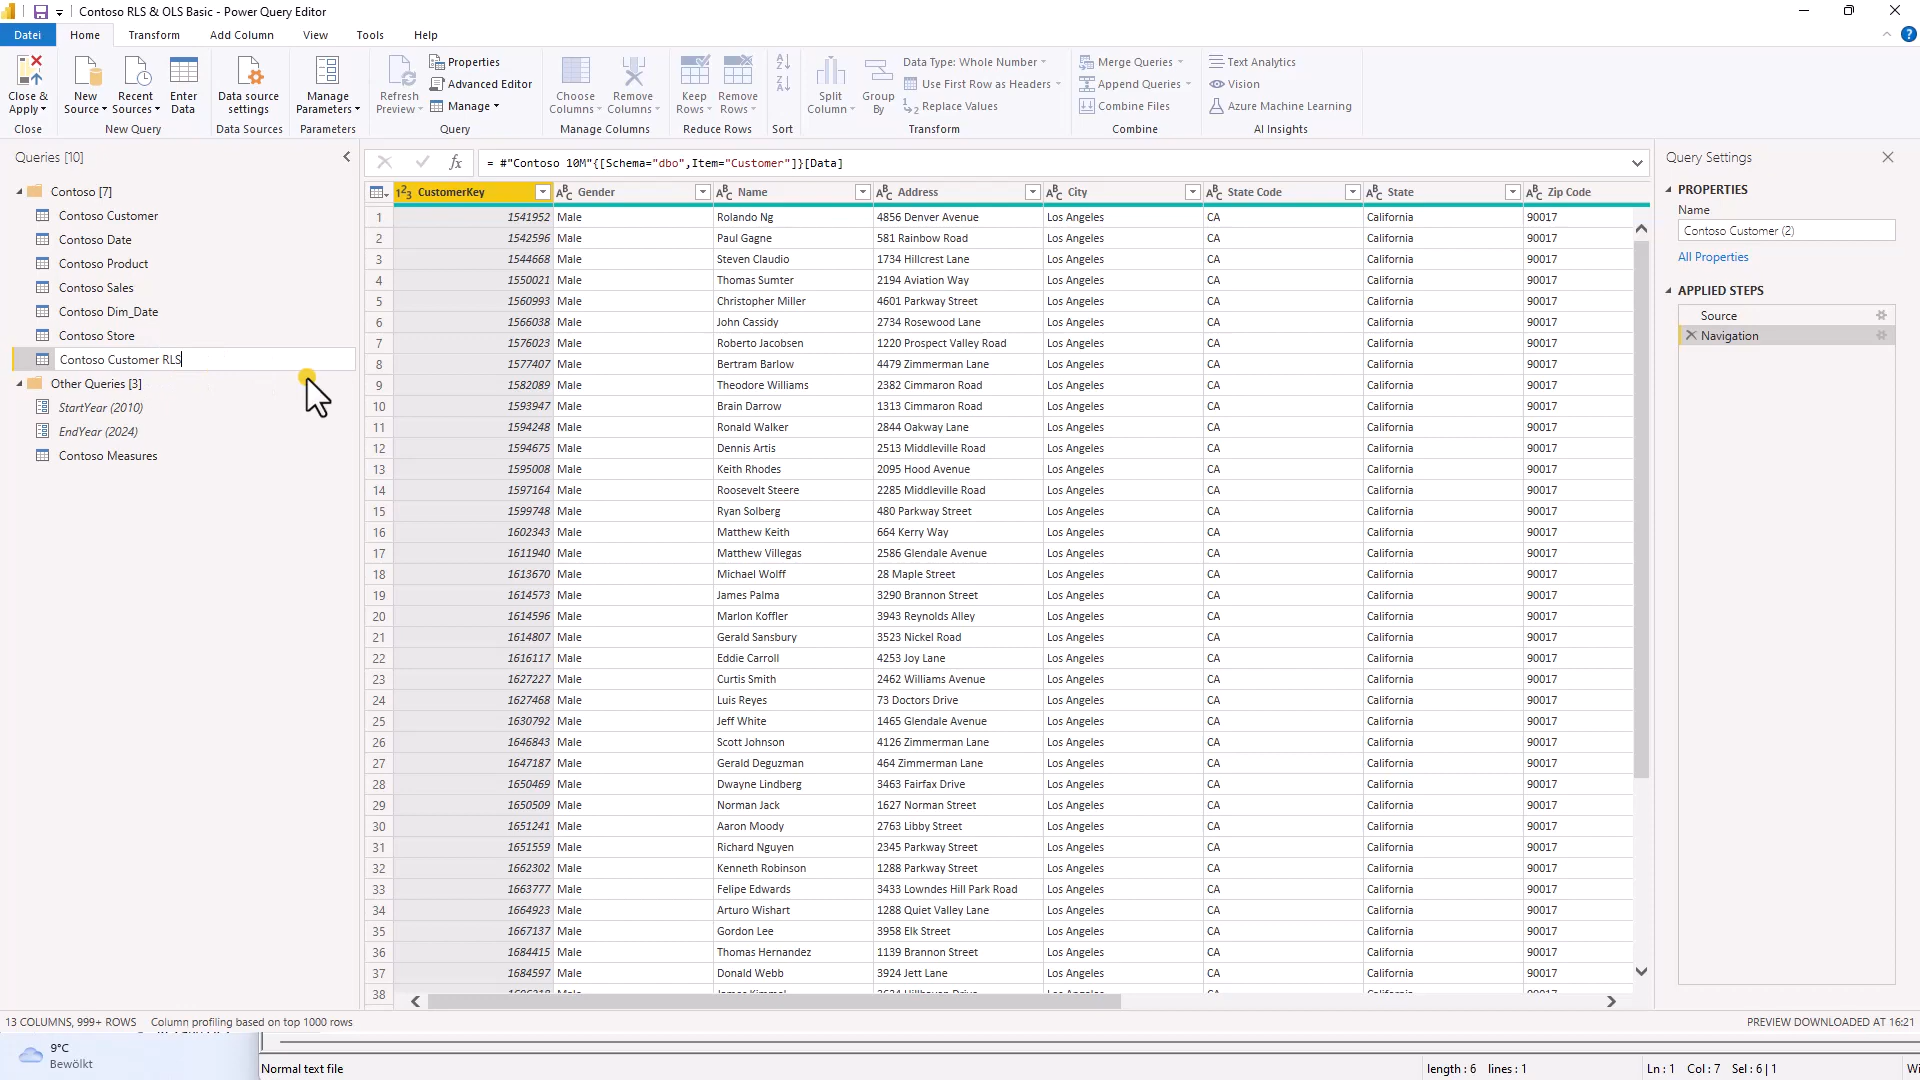 Contoso RLS & OLS Basic - Power Query Editor
Datei Home Transform Add Column View Tools Help
Close & Apply
Close
New Source
Recent Sources
Enter Data
New Query
Data source settings
Data Sources
Manage Parameters
Parameters
Refresh Preview
Properties
Advanced Editor
Manage
Query
Choose Columns
Remove Columns
Manage Columns
Keep Rows
Remove Rows
Reduce Rows
Sort
Split Column
Group By
Data Type: Whole Number
Use First Row as Headers
Replace Values
Transform
Merge Queries
Append Queries
Combine Files
Combine
Text Analytics
Vision
Azure Machine Learning
AI Insights
Queries [10]
Contoso [7]
Contoso Customer
Contoso Date
Contoso Product
Contoso Sales
Contoso Dim_Date
Contoso Store
Contoso Customer RLS
Other Queries [3]
StartYear (2010)
EndYear (2024)
Contoso Measures
= #"Contoso 10M"{[Schema="dbo",Item="Customer"]}[Data]
CustomerKey Gender Name Address City State Code State Zip Code
1 1541952 Male Rolando Ng 4856 Denver Avenue Los Angeles CA California 90017
2 1542596 Male Paul Gagne 581 Rainbow Road Los Angeles CA California 90017
3 1544668 Male Steven Claudio 1734 Hillcrest Lane Los Angeles CA California 90017
4 1550021 Male Thomas Sumter 2194 Aviation Way Los Angeles CA California 90017
5 1560993 Male Christopher Miller 4601 Parkway Street Los Angeles CA California 90017
6 1566038 Male John Cassidy 2734 Rosewood Lane Los Angeles CA California 90017
7 1576023 Male Roberto Jacobsen 1220 Prospect Valley Road Los Angeles CA California 90017
8 1577407 Male Bertram Barlow 4479 Zimmerman Lane Los Angeles CA California 90017
9 1582089 Male Theodore Williams 2382 Cimmaron Road Los Angeles CA California 90017
10 1593947 Male Brain Darrow 1313 Cimmaron Road Los Angeles CA California 90017
11 1594248 Male Ronald Walker 2844 Oakway Lane Los Angeles CA California 90017
12 1594675 Male Dennis Artis 2513 Middleville Road Los Angeles CA California 90017
13 1595008 Male Keith Rhodes 2095 Hood Avenue Los Angeles CA California 90017
14 1597164 Male Roosevelt Steere 2285 Middleville Road Los Angeles CA California 90017
15 1599748 Male Ryan Solberg 480 Parkway Street Los Angeles CA California 90017
16 1602343 Male Matthew Keith 664 Kerry Way Los Angeles CA California 90017
17 1611940 Male Matthew Villegas 2586 Glendale Avenue Los Angeles CA California 90017
18 1613670 Male Michael Wolff 28 Maple Street Los Angeles CA California 90017
19 1614573 Male James Palma 3290 Brannon Street Los Angeles CA California 90017
20 1614596 Male Marlon Koffler 3943 Reynolds Alley Los Angeles CA California 90017
21 1614807 Male Gerald Sansbury 3523 Nickel Road Los Angeles CA California 90017
22 1616117 Male Eddie Carroll 4253 Joy Lane Los Angeles CA California 90017
23 1627227 Male Curtis Smith 2462 Williams Avenue Los Angeles CA California 90017
24 1627468 Male Luis Reyes 73 Doctors Drive Los Angeles CA California 90017
25 1630792 Male Jeff White 1465 Glendale Avenue Los Angeles CA California 90017
26 1646843 Male Scott Johnson 4126 Zimmerman Lane Los Angeles CA California 90017
27 1647187 Male Gerald Deguzman 464 Zimmerman Lane Los Angeles CA California 90017
28 1650469 Male Dwayne Lindberg 3463 Fairfax Drive Los Angeles CA California 90017
29 1650509 Male Norman Jack 1627 Norman Street Los Angeles CA California 90017
30 1651241 Male Aaron Moody 2763 Libby Street Los Angeles CA California 90017
31 1651559 Male Richard Nguyen 2345 Parkway Street Los Angeles CA California 90017
32 1662302 Male Kenneth Robinson 1288 Parkway Street Los Angeles CA California 90017
33 1663777 Male Felipe Edwards 3433 Lowndes Hill Park Road Los Angeles CA California 90017
34 1664923 Male Arturo Wishart 1288 Quiet Valley Lane Los Angeles CA California 90017
35 1667137 Male Gordon Lee 3958 Elk Street Los Angeles CA California 90017
36 1684415 Male Thomas Hernandez 1139 Brannon Street Los Angeles CA California 90017
37 1684597 Male Donald Webb 3924 Jett Lane Los Angeles CA California 90017
38
Query Settings
PROPERTIES
Name
Contoso Customer (2)
All Properties
APPLIED STEPS
Source
Navigation
13 COLUMNS, 999+ ROWS Column profiling based on top 1000 rows PREVIEW DOWNLOADED AT 16:21
9°C
Bewölkt
Normal text file length : 6 lines : 1 Ln : 1 Col : 7 Sel : 6 | 1